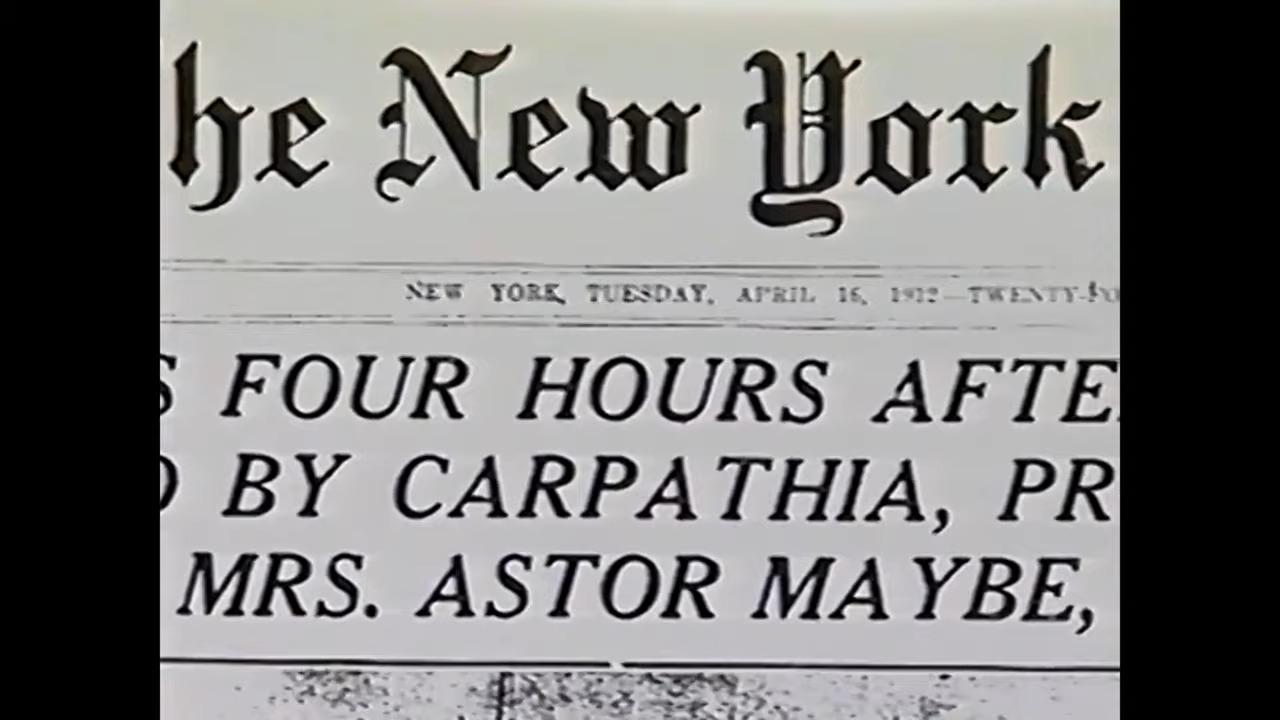 he New York
NEW YORK, TUESDAY, APRIL 16, 1912—TWENTY-FO
S FOUR HOURS AFTE
D BY CARPATHIA, PR
MRS. ASTOR MAYBE,